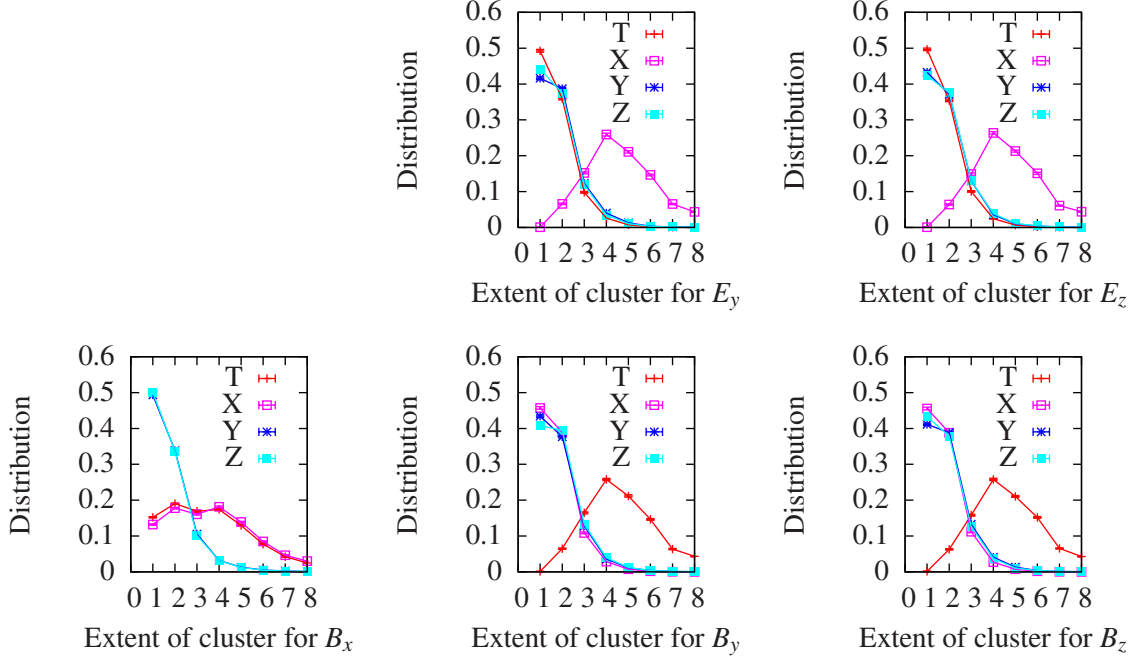 0.6
0.5
0.4
0.3
0.2
0.1
0
Distribution
T
X
Y
Z
0 1 2 3 4 5 6 7 8
Extent of cluster for E_y
0.6
0.5
0.4
0.3
0.2
0.1
0
Distribution
T
X
Y
Z
0 1 2 3 4 5 6 7 8
Extent of cluster for E_z
0.6
0.5
0.4
0.3
0.2
0.1
0
Distribution
T
X
Y
Z
0 1 2 3 4 5 6 7 8
Extent of cluster for B_x
0.6
0.5
0.4
0.3
0.2
0.1
0
Distribution
T
X
Y
Z
0 1 2 3 4 5 6 7 8
Extent of cluster for B_y
0.6
0.5
0.4
0.3
0.2
0.1
0
Distribution
T
X
Y
Z
0 1 2 3 4 5 6 7 8
Extent of cluster for B_z